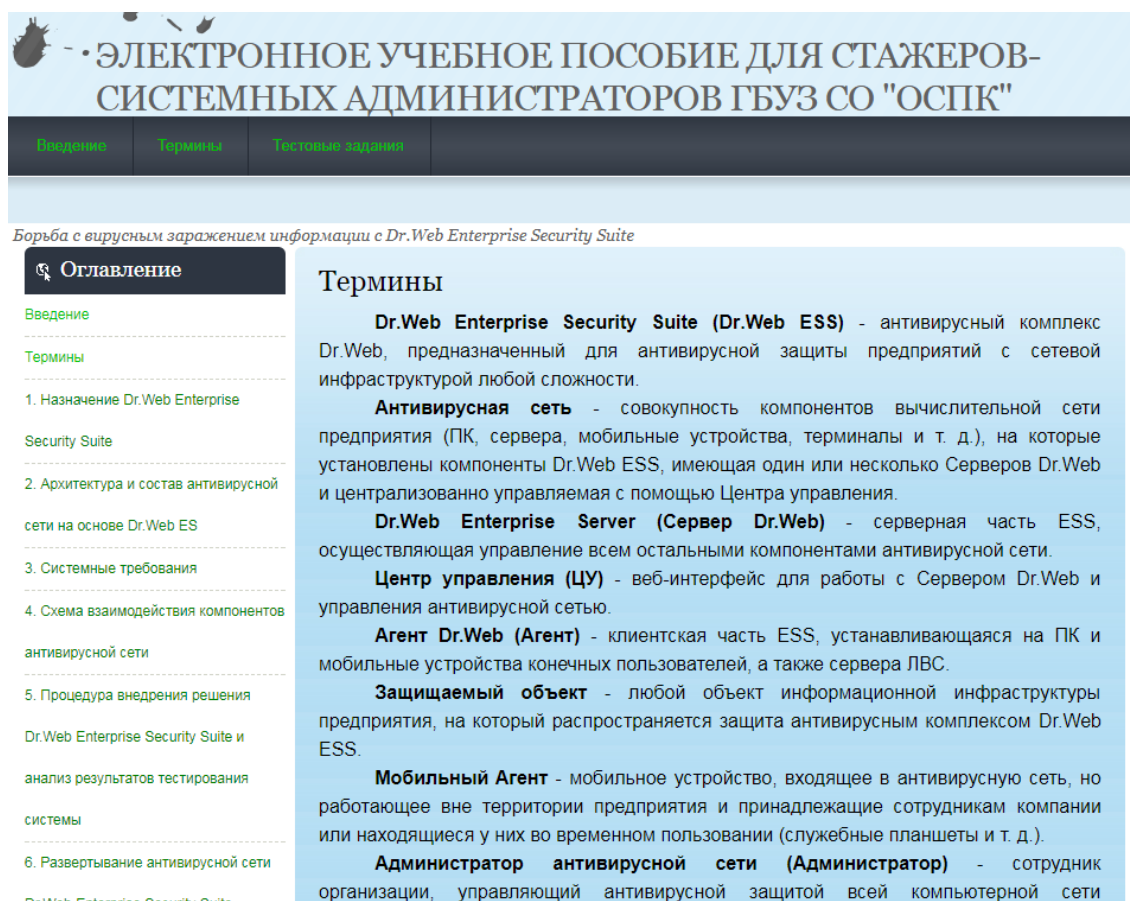 ЭЛЕКТРОННОЕ УЧЕБНОЕ ПОСОБИЕ ДЛЯ СТАЖЕРОВ-
СИСТЕМНЫХ АДМИНИСТРАТОРОВ ГБУЗ СО "ОСПК"
Введение
Термины
Тестовые задания
Борьба с вирусным заражением информации с Dr.Web Enterprise Security Suite
Оглавление
Введение
Термины
1. Назначение Dr.Web Enterprise
Security Suite
2. Архитектура и состав антивирусной
сети на основе Dr.Web ES
3. Системные требования
4. Схема взаимодействия компонентов
антивирусной сети
5. Процедура внедрения решения
Dr.Web Enterprise Security Suite и
анализ результатов тестирования
системы
6. Развертывание антивирусной сети
Dr.Web Enterprise Security Suite
Термины
Dr.Web Enterprise Security Suite (Dr.Web ESS) - антивирусный комплекс
Dr.Web, предназначенный для антивирусной защиты предприятий с сетевой
инфраструктурой любой сложности.
Антивирусная сеть - совокупность компонентов вычислительной сети
предприятия (ПК, сервера, мобильные устройства, терминалы и т. д.), на которые
установлены компоненты Dr.Web ESS, имеющая один или несколько Серверов Dr.Web
и централизованно управляемая с помощью Центра управления.
Dr.Web Enterprise Server (Сервер Dr.Web) - серверная часть ESS,
осуществляющая управление всем остальными компонентами антивирусной сети.
Центр управления (ЦУ) - веб-интерфейс для работы с Сервером Dr.Web и
управления антивирусной сетью.
Агент Dr.Web (Агент) - клиентская часть ESS, устанавливающаяся на ПК и
мобильные устройства конечных пользователей, а также сервера ЛВС.
Защищаемый объект - любой объект информационной инфраструктуры
предприятия, на который распространяется защита антивирусным комплексом Dr.Web
ESS.
Мобильный Агент - мобильное устройство, входящее в антивирусную сеть, но
работающее вне территории предприятия и принадлежащие сотрудникам компании
или находящиеся у них во временном пользовании (служебные планшеты и т. д.).
Администратор антивирусной сети (Администратор) - сотрудник
организации, управляющий антивирусной защитой всей компьютерной сети